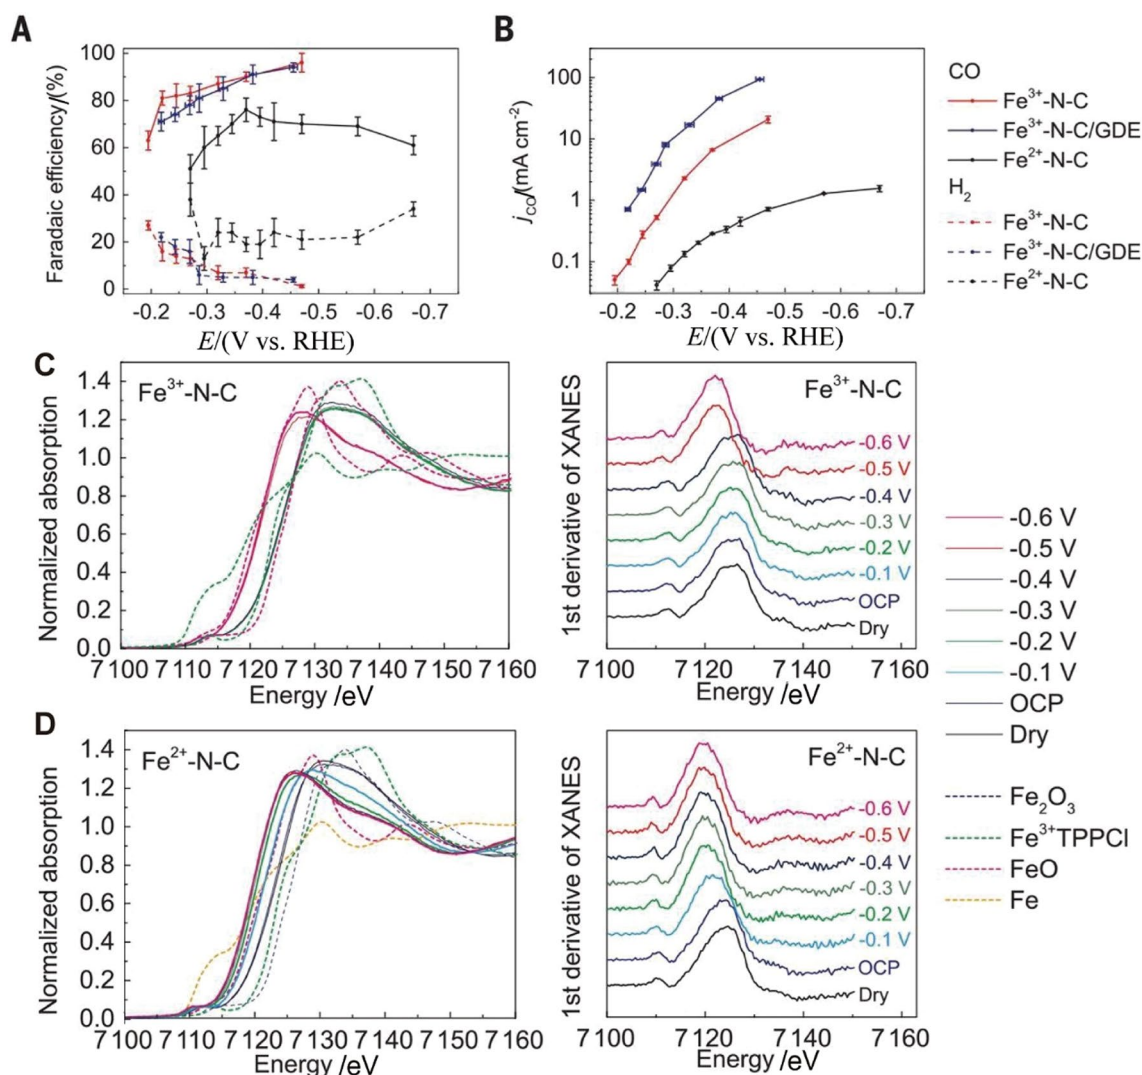 A
Faradaic efficiency/(%)
100
80
60
40
20
0
-0.2 -0.3 -0.4 -0.5 -0.6 -0.7
E/(V vs. RHE)
B
jCO/(mA cm⁻²)
100
10
1
0.1
-0.2 -0.3 -0.4 -0.5 -0.6 -0.7
E/(V vs. RHE)
CO
Fe³⁺-N-C
Fe³⁺-N-C/GDE
Fe²⁺-N-C
H₂
Fe³⁺-N-C
Fe³⁺-N-C/GDE
Fe²⁺-N-C
C
Fe³⁺-N-C
Normalized absorption
1.4
1.2
1.0
0.8
0.6
0.4
0.2
0.0
7 100 7 110 7 120 7 130 7 140 7 150 7 160
Energy /eV
Fe³⁺-N-C
1st derivative of XANES
-0.6 V
-0.5 V
-0.4 V
-0.3 V
-0.2 V
-0.1 V
OCP
Dry
7 100 7 120 7 140 7 160
Energy /eV
D
Fe²⁺-N-C
Normalized absorption
1.4
1.2
1.0
0.8
0.6
0.4
0.2
0.0
7 100 7 110 7 120 7 130 7 140 7 150 7 160
Energy /eV
Fe²⁺-N-C
1st derivative of XANES
-0.6 V
-0.5 V
-0.4 V
-0.3 V
-0.2 V
-0.1 V
OCP
Dry
7 100 7 120 7 140 7 160
Energy /eV
-0.6 V
-0.5 V
-0.4 V
-0.3 V
-0.2 V
-0.1 V
OCP
Dry
Fe₂O₃
Fe³⁺TPPCl
FeO
Fe